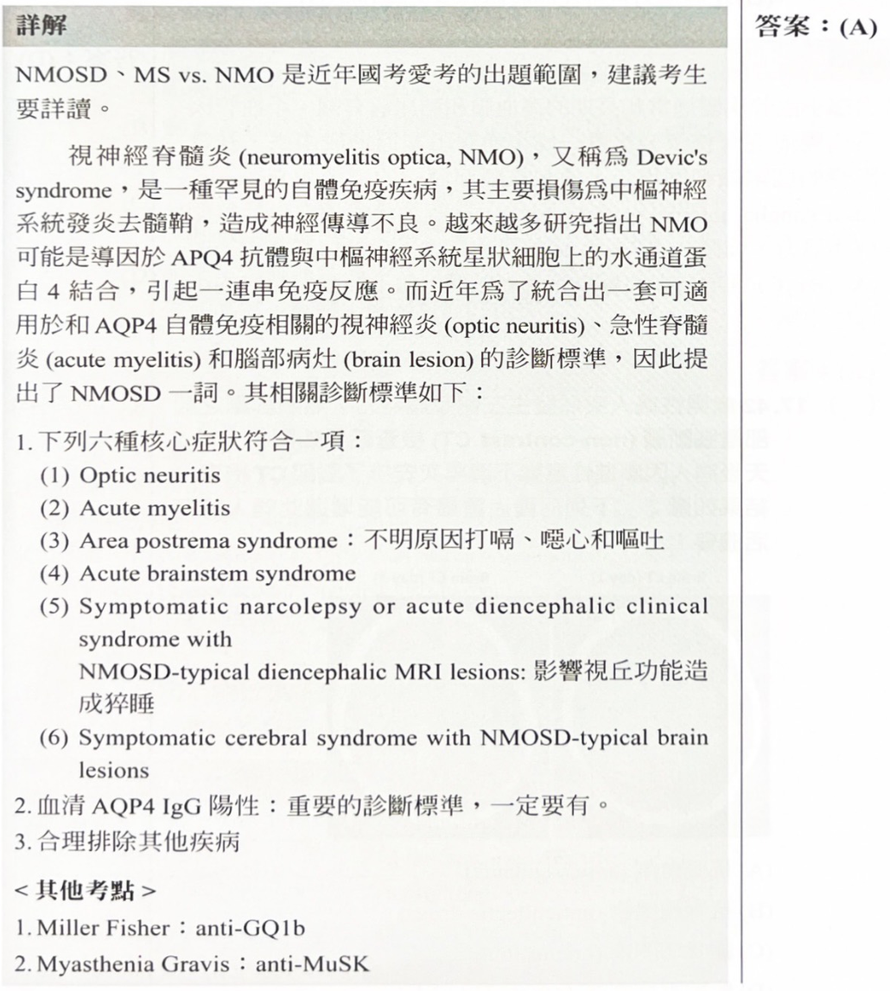 詳解
NMOSD、MS vs. NMO 是近年國考愛考的出題範圍，建議考生
要詳讀。
視神經脊髓炎 (neuromyelitis optica, NMO)，又稱為 Devic's
syndrome，是一種罕見的自體免疫疾病，其主要損傷為中樞神經
系統發炎去髓鞘，造成神經傳導不良。越來越多研究指出 NMO
可能是導因於 APQ4 抗體與中樞神經系統星狀細胞上的水通道蛋
白 4 結合，引起一連串免疫反應。而近年為了統合出一套可適
用於和 AQP4 自體免疫相關的視神經炎 (optic neuritis)、急性脊髓
炎 (acute myelitis) 和腦部病灶 (brain lesion) 的診斷標準，因此提
出了 NMOSD 一詞。其相關診斷標準如下：
1. 下列六種核心症狀符合一項：
(1) Optic neuritis
(2) Acute myelitis
(3) Area postrema syndrome：不明原因打嗝、噁心和嘔吐
(4) Acute brainstem syndrome
(5) Symptomatic narcolepsy or acute diencephalic clinical
syndrome with
NMOSD-typical diencephalic MRI lesions: 影響視丘功能造
成猝睡
(6) Symptomatic cerebral syndrome with NMOSD-typical brain
lesions
2. 血清 AQP4 IgG 陽性：重要的診斷標準，一定要有。
3. 合理排除其他疾病
< 其他考點 >
1. Miller Fisher：anti-GQ1b
2. Myasthenia Gravis：anti-MuSK
答案：(A)